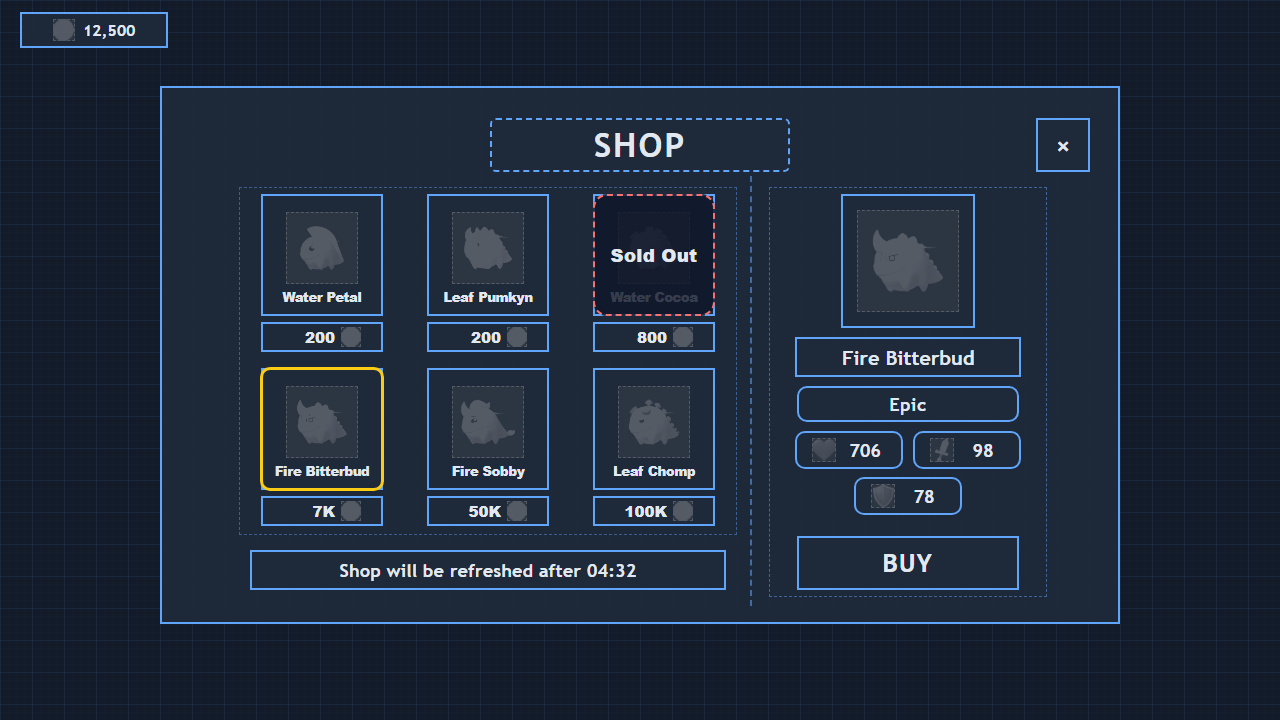 12,500
SHOP
×
Water Petal
Leaf Pumkyn
Sold Out
Water Cocoa
200
200
800
Fire Bitterbud
Fire Sobby
Leaf Chomp
7K
50K
100K
Shop will be refreshed after 04:32
Fire Bitterbud
Epic
706
98
78
BUY